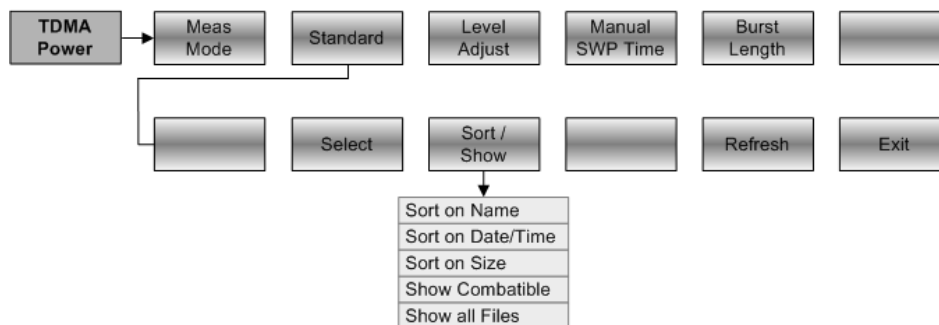 TDMA
Power
Meas
Mode
Standard
Level
Adjust
Manual
SWP Time
Burst
Length
Select
Sort /
Show
Refresh
Exit
Sort on Name
Sort on Date/Time
Sort on Size
Show Combatible
Show all Files